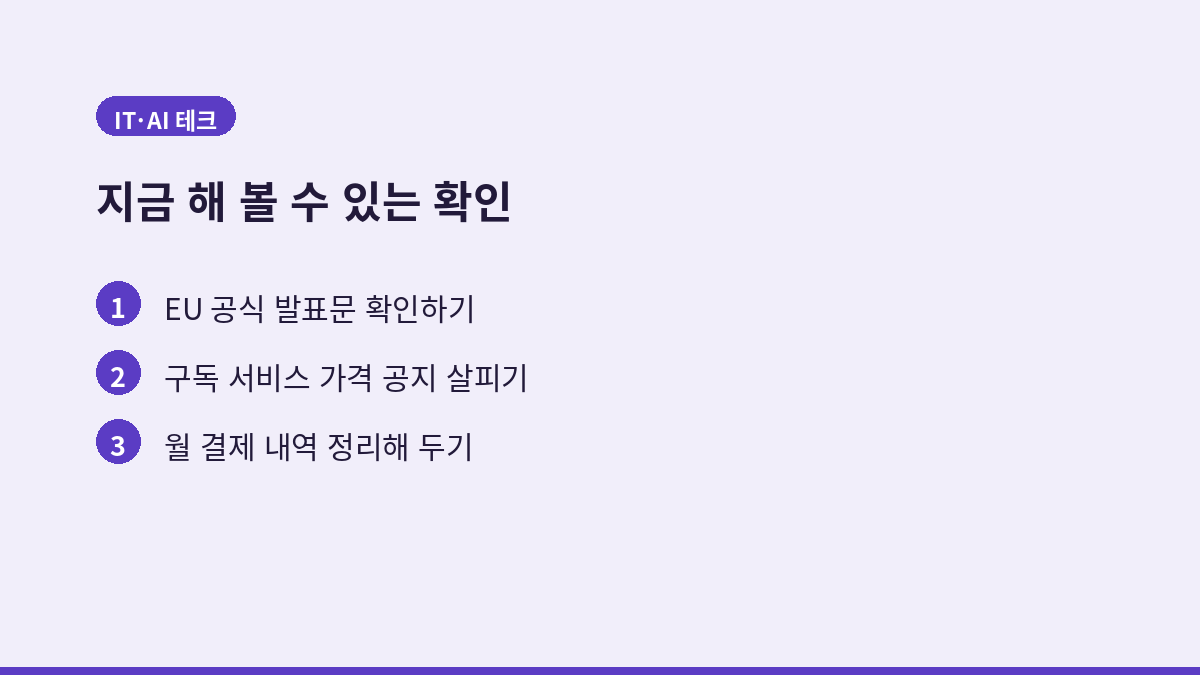 IT·AI 테크
지금 해 볼 수 있는 확인
1 EU 공식 발표문 확인하기
2 구독 서비스 가격 공지 살피기
3 월 결제 내역 정리해 두기